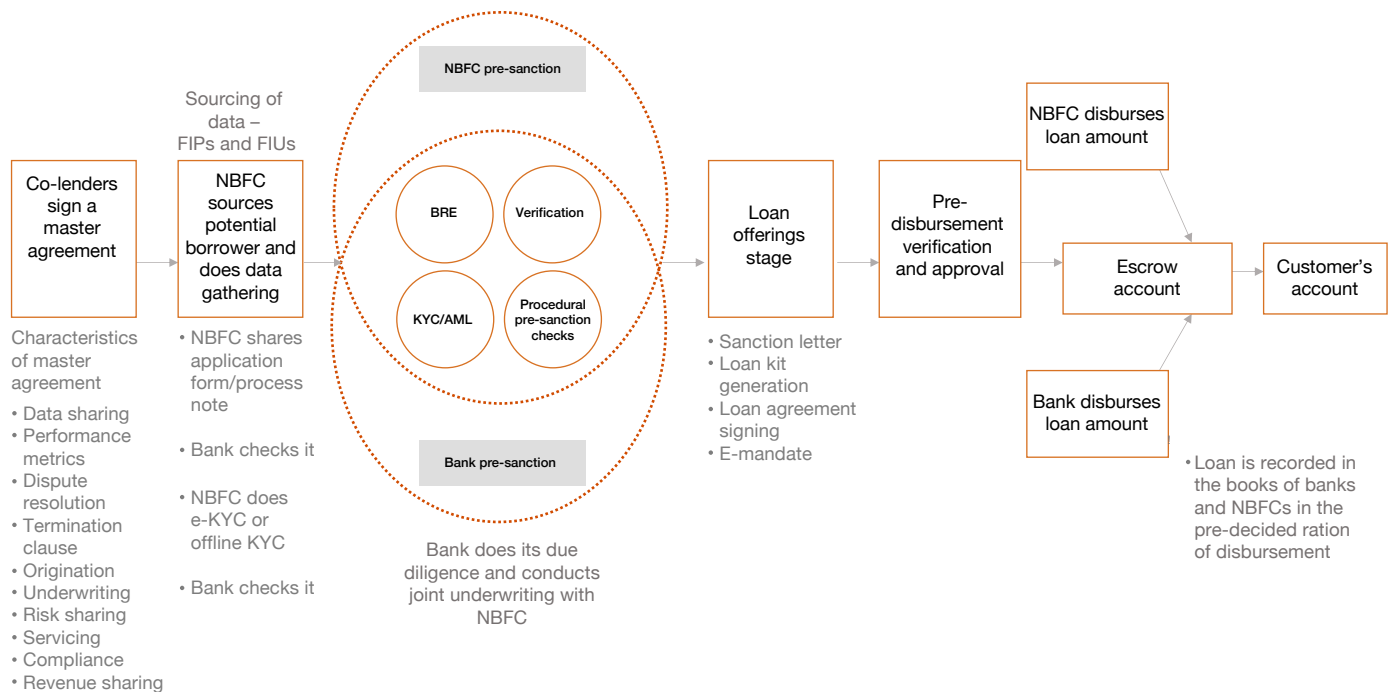 Co-lenders
sign a
master
agreement
Characteristics
of master
agreement
• Data sharing
• Performance
metrics
• Dispute
resolution
• Termination
clause
• Origination
• Underwriting
• Risk sharing
• Servicing
• Compliance
• Revenue sharing
Sourcing of
data –
FIPs and FIUs
NBFC
sources
potential
borrower and
does data
gathering
• NBFC shares
application
form/process
note
• Bank checks it
• NBFC does
e-KYC or
offline KYC
• Bank checks it
NBFC pre-sanction
BRE
Verification
KYC/AML
Procedural
pre-sanction
checks
Bank pre-sanction
Bank does its due
diligence and conducts
joint underwriting with
NBFC
Loan
offerings
stage
• Sanction letter
• Loan kit
generation
• Loan agreement
signing
• E-mandate
Pre-
disbursement
verification
and approval
NBFC disburses
loan amount
Escrow
account
Customer's
account
Bank disburses
loan amount
• Loan is recorded in
the books of banks
and NBFCs in the
pre-decided ration
of disbursement